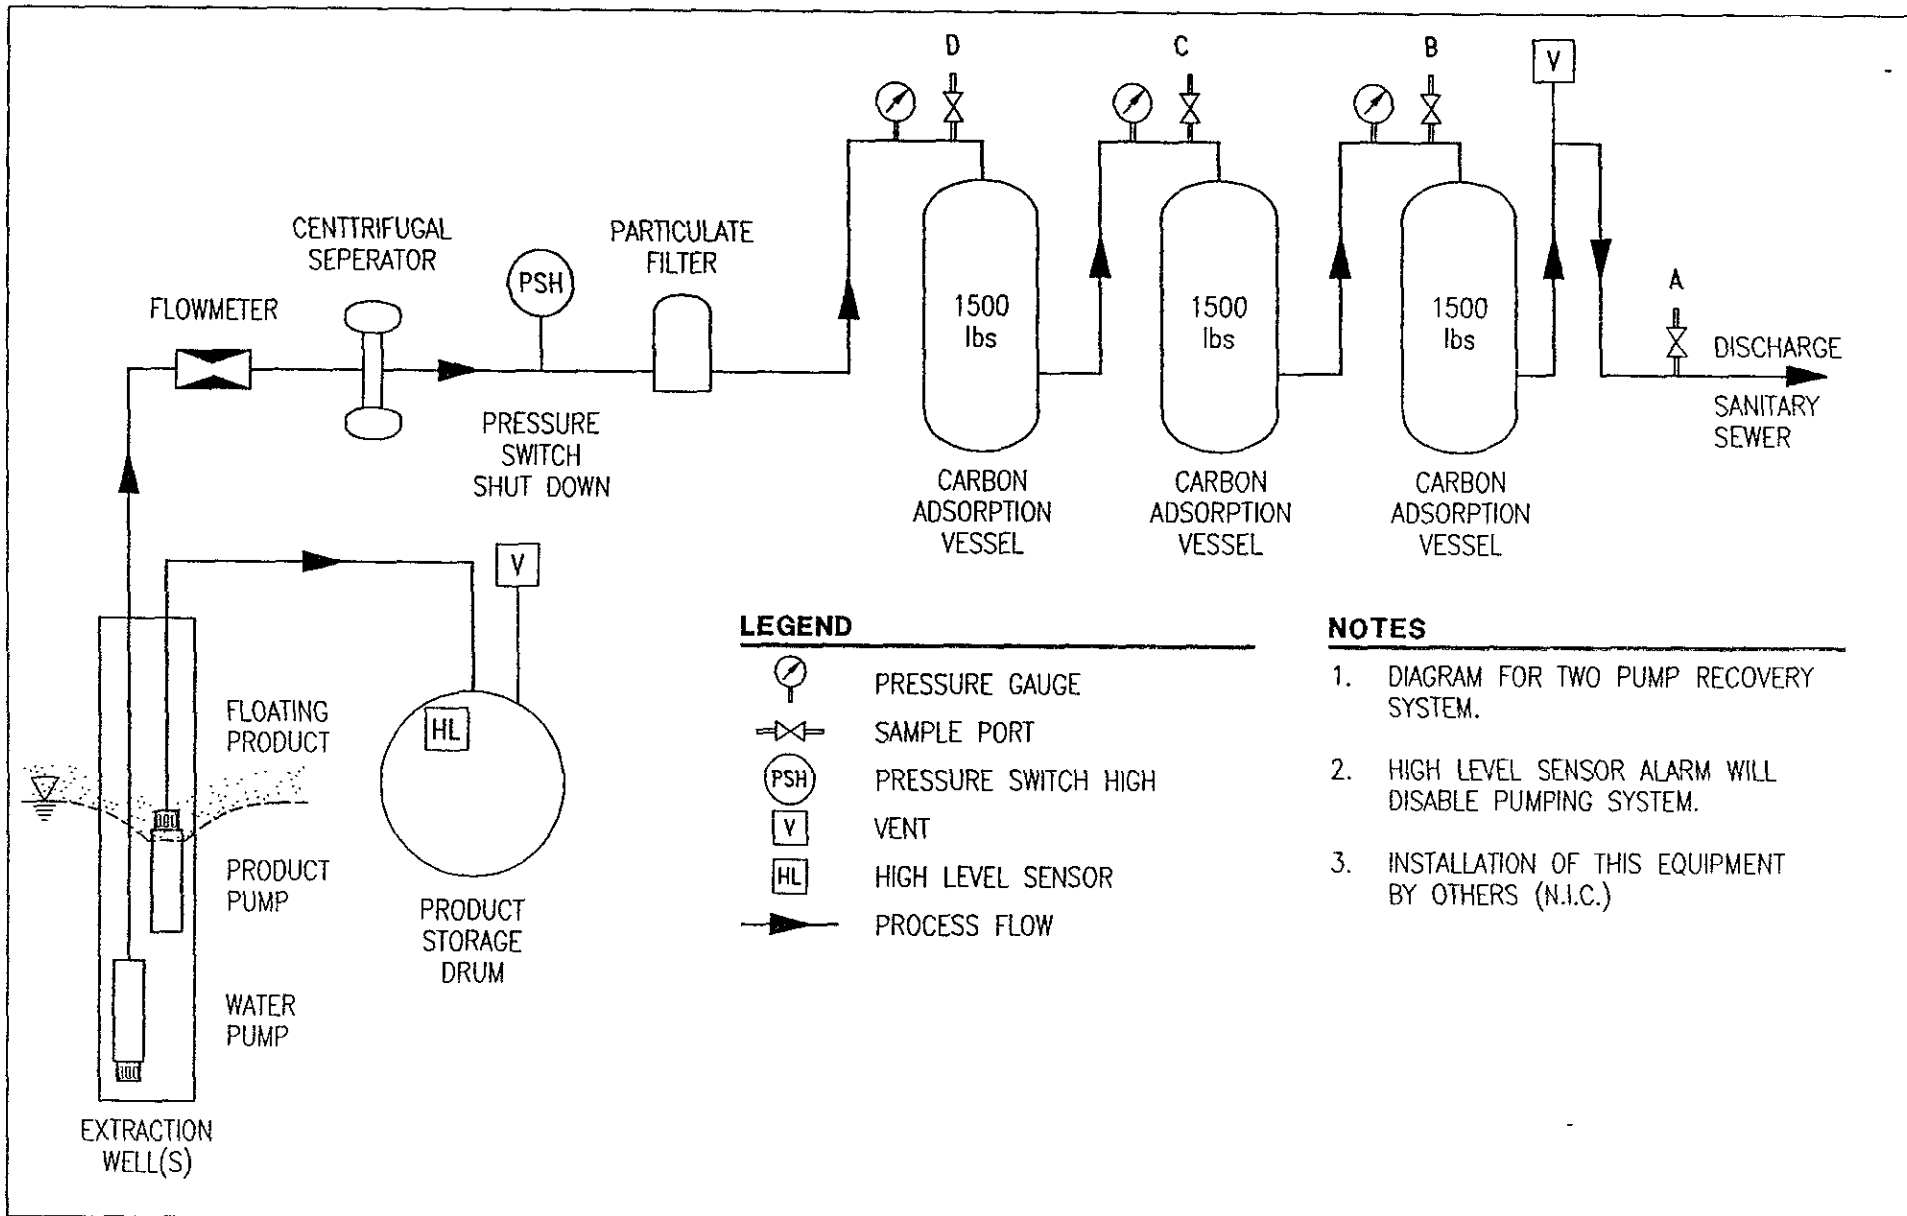 D
C
B
V
CENTTRIFUGAL
SEPERATOR
PSH
PARTICULATE
FILTER
FLOWMETER
1500
lbs
1500
lbs
1500
lbs
A
DISCHARGE
SANITARY
SEWER
PRESSURE
SWITCH
SHUT DOWN
CARBON
ADSORPTION
VESSEL
CARBON
ADSORPTION
VESSEL
CARBON
ADSORPTION
VESSEL
V
HL
FLOATING
PRODUCT
PRODUCT
PUMP
PRODUCT
STORAGE
DRUM
WATER
PUMP
EXTRACTION
WELL(S)
LEGEND
PRESSURE GAUGE
SAMPLE PORT
PSH PRESSURE SWITCH HIGH
V VENT
HL HIGH LEVEL SENSOR
PROCESS FLOW
NOTES
1. DIAGRAM FOR TWO PUMP RECOVERY
SYSTEM.
2. HIGH LEVEL SENSOR ALARM WILL
DISABLE PUMPING SYSTEM.
3. INSTALLATION OF THIS EQUIPMENT
BY OTHERS (N.I.C.)